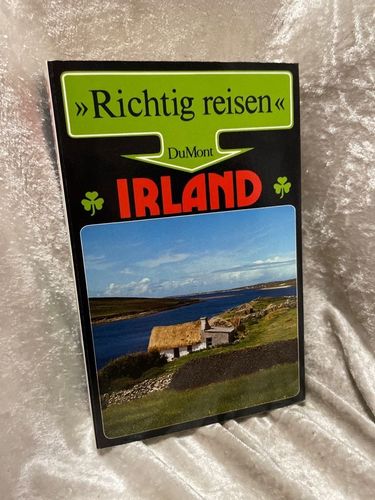 »Richtig reisen«
DuMont
IRLAND